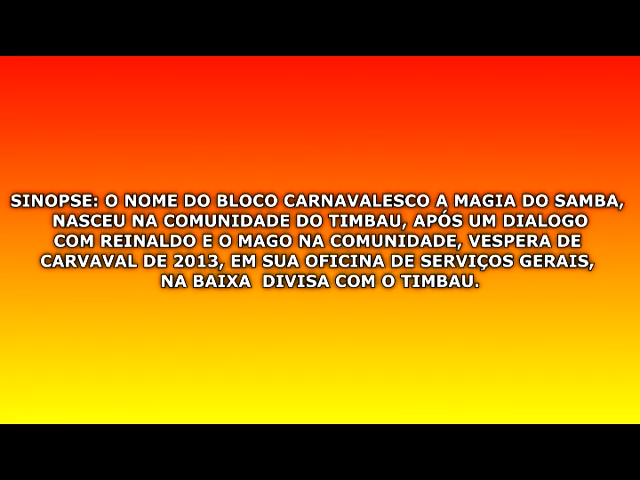 SINOPSE: O NOME DO BLOCO CARNAVALESCO A MAGIA DO SAMBA,
NASCEU NA COMUNIDADE DO TIMBAU, APÓS UM DIALOGO
COM REINALDO E O MAGO NA COMUNIDADE, VESPERA DE
CARVAVAL DE 2013, EM SUA OFICINA DE SERVIÇOS GERAIS,
NA BAIXA  DIVISA COM O TIMBAU.